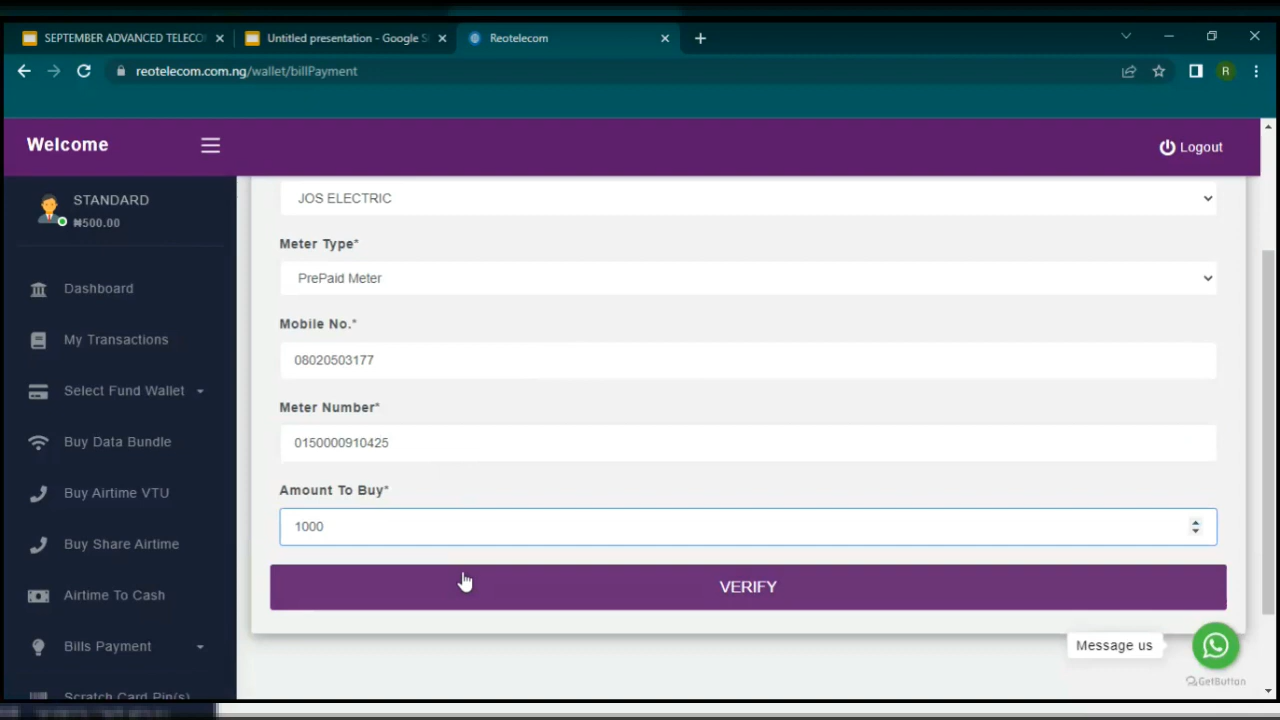 SEPTEMBER ADVANCED TELECO
Untitled presentation - Google S
Reotelecom
reotelecom.com.ng/wallet/billPayment
R
Welcome
Logout
STANDARD
₦500.00
JOS ELECTRIC
Meter Type*
PrePaid Meter
Dashboard
Mobile No.*
My Transactions
08020503177
Select Fund Wallet
Meter Number*
Buy Data Bundle
0150000910425
Amount To Buy*
Buy Airtime VTU
1000
Buy Share Airtime
VERIFY
Airtime To Cash
Bills Payment
Message us
GetButton
Scratch Card Pin(s)